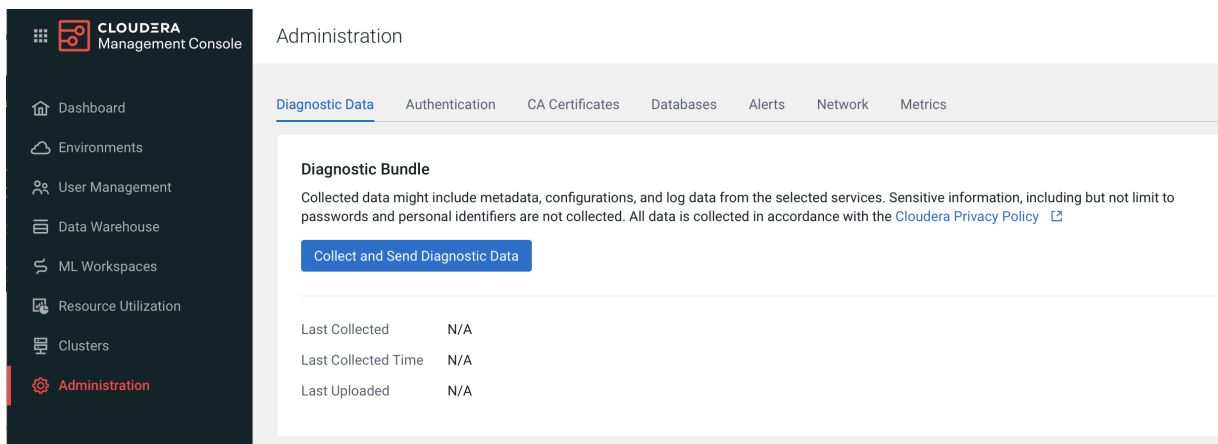 CLOUDERA
Management Console
Administration
Dashboard
Environments
User Management
Data Warehouse
ML Workspaces
Resource Utilization
Clusters
Administration
Diagnostic Data Authentication CA Certificates Databases Alerts Network Metrics
Diagnostic Bundle
Collected data might include metadata, configurations, and log data from the selected services. Sensitive information, including but not limit to
passwords and personal identifiers are not collected. All data is collected in accordance with the Cloudera Privacy Policy
Collect and Send Diagnostic Data
Last Collected N/A
Last Collected Time N/A
Last Uploaded N/A